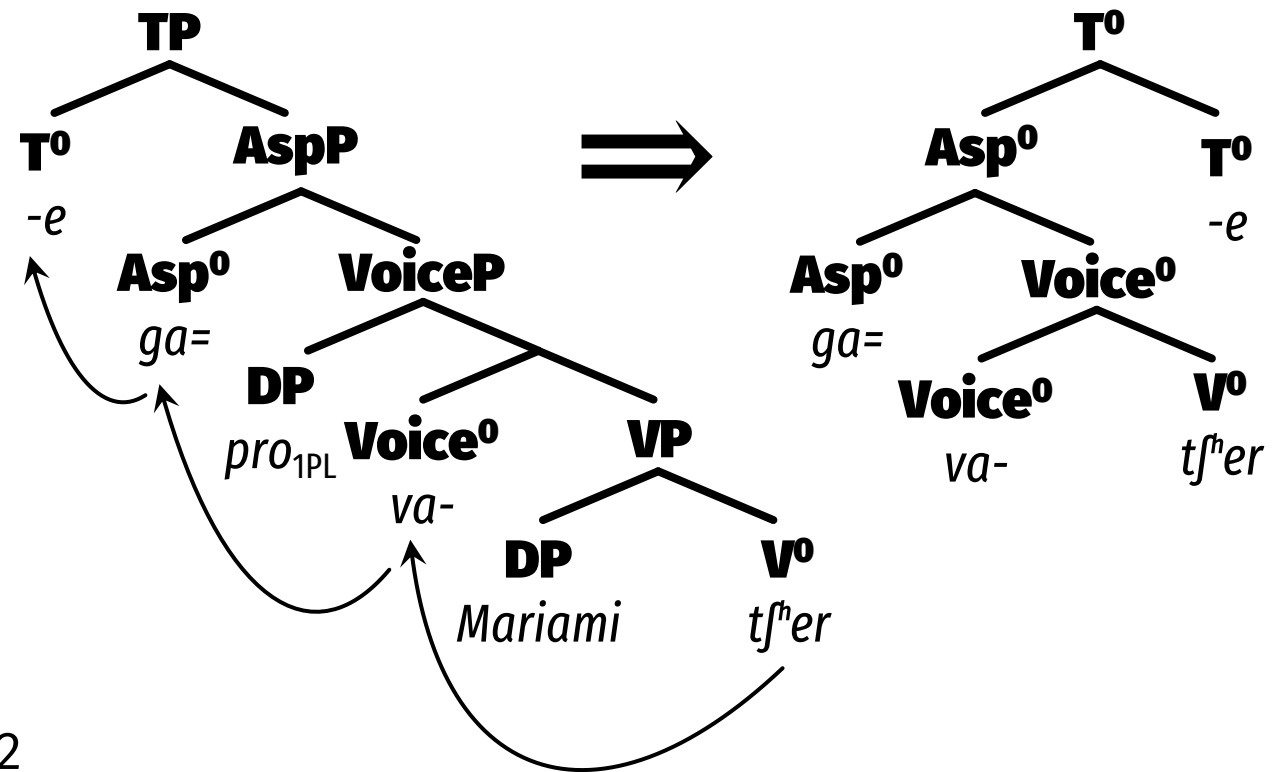 TP T⁰
T⁰ AspP Asp⁰ T⁰
-e -e
Asp⁰ VoiceP Asp⁰ Voice⁰
ga= ga=
DP Voice⁰ V⁰
pro₁PL Voice⁰ VP va- tʃʰer
va-
DP V⁰
Mariami tʃʰer
2